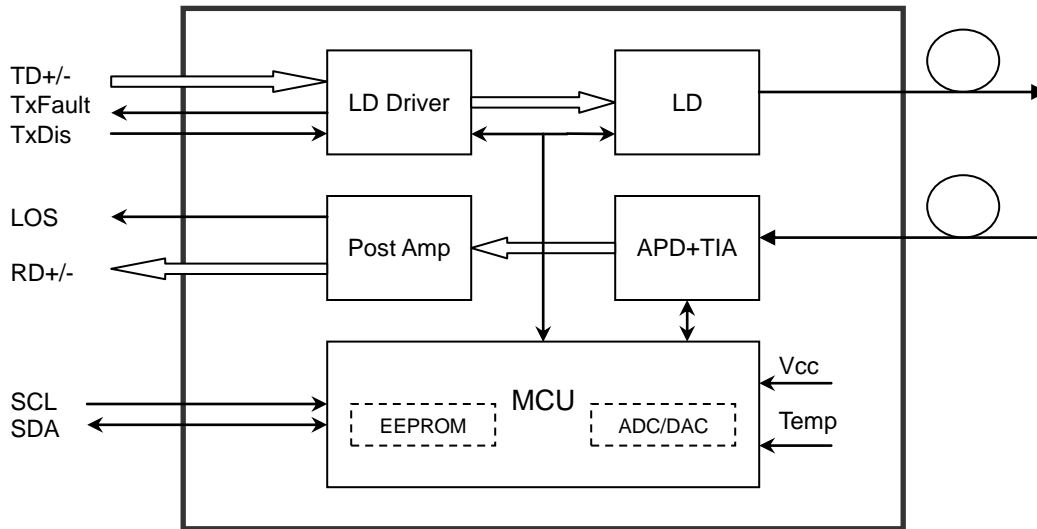 TD+/-
TxFault
TxDis
LD Driver
LD
LOS
RD+/-
Post Amp
APD+TIA
SCL
SDA
MCU
EEPROM
ADC/DAC
Vcc
Temp